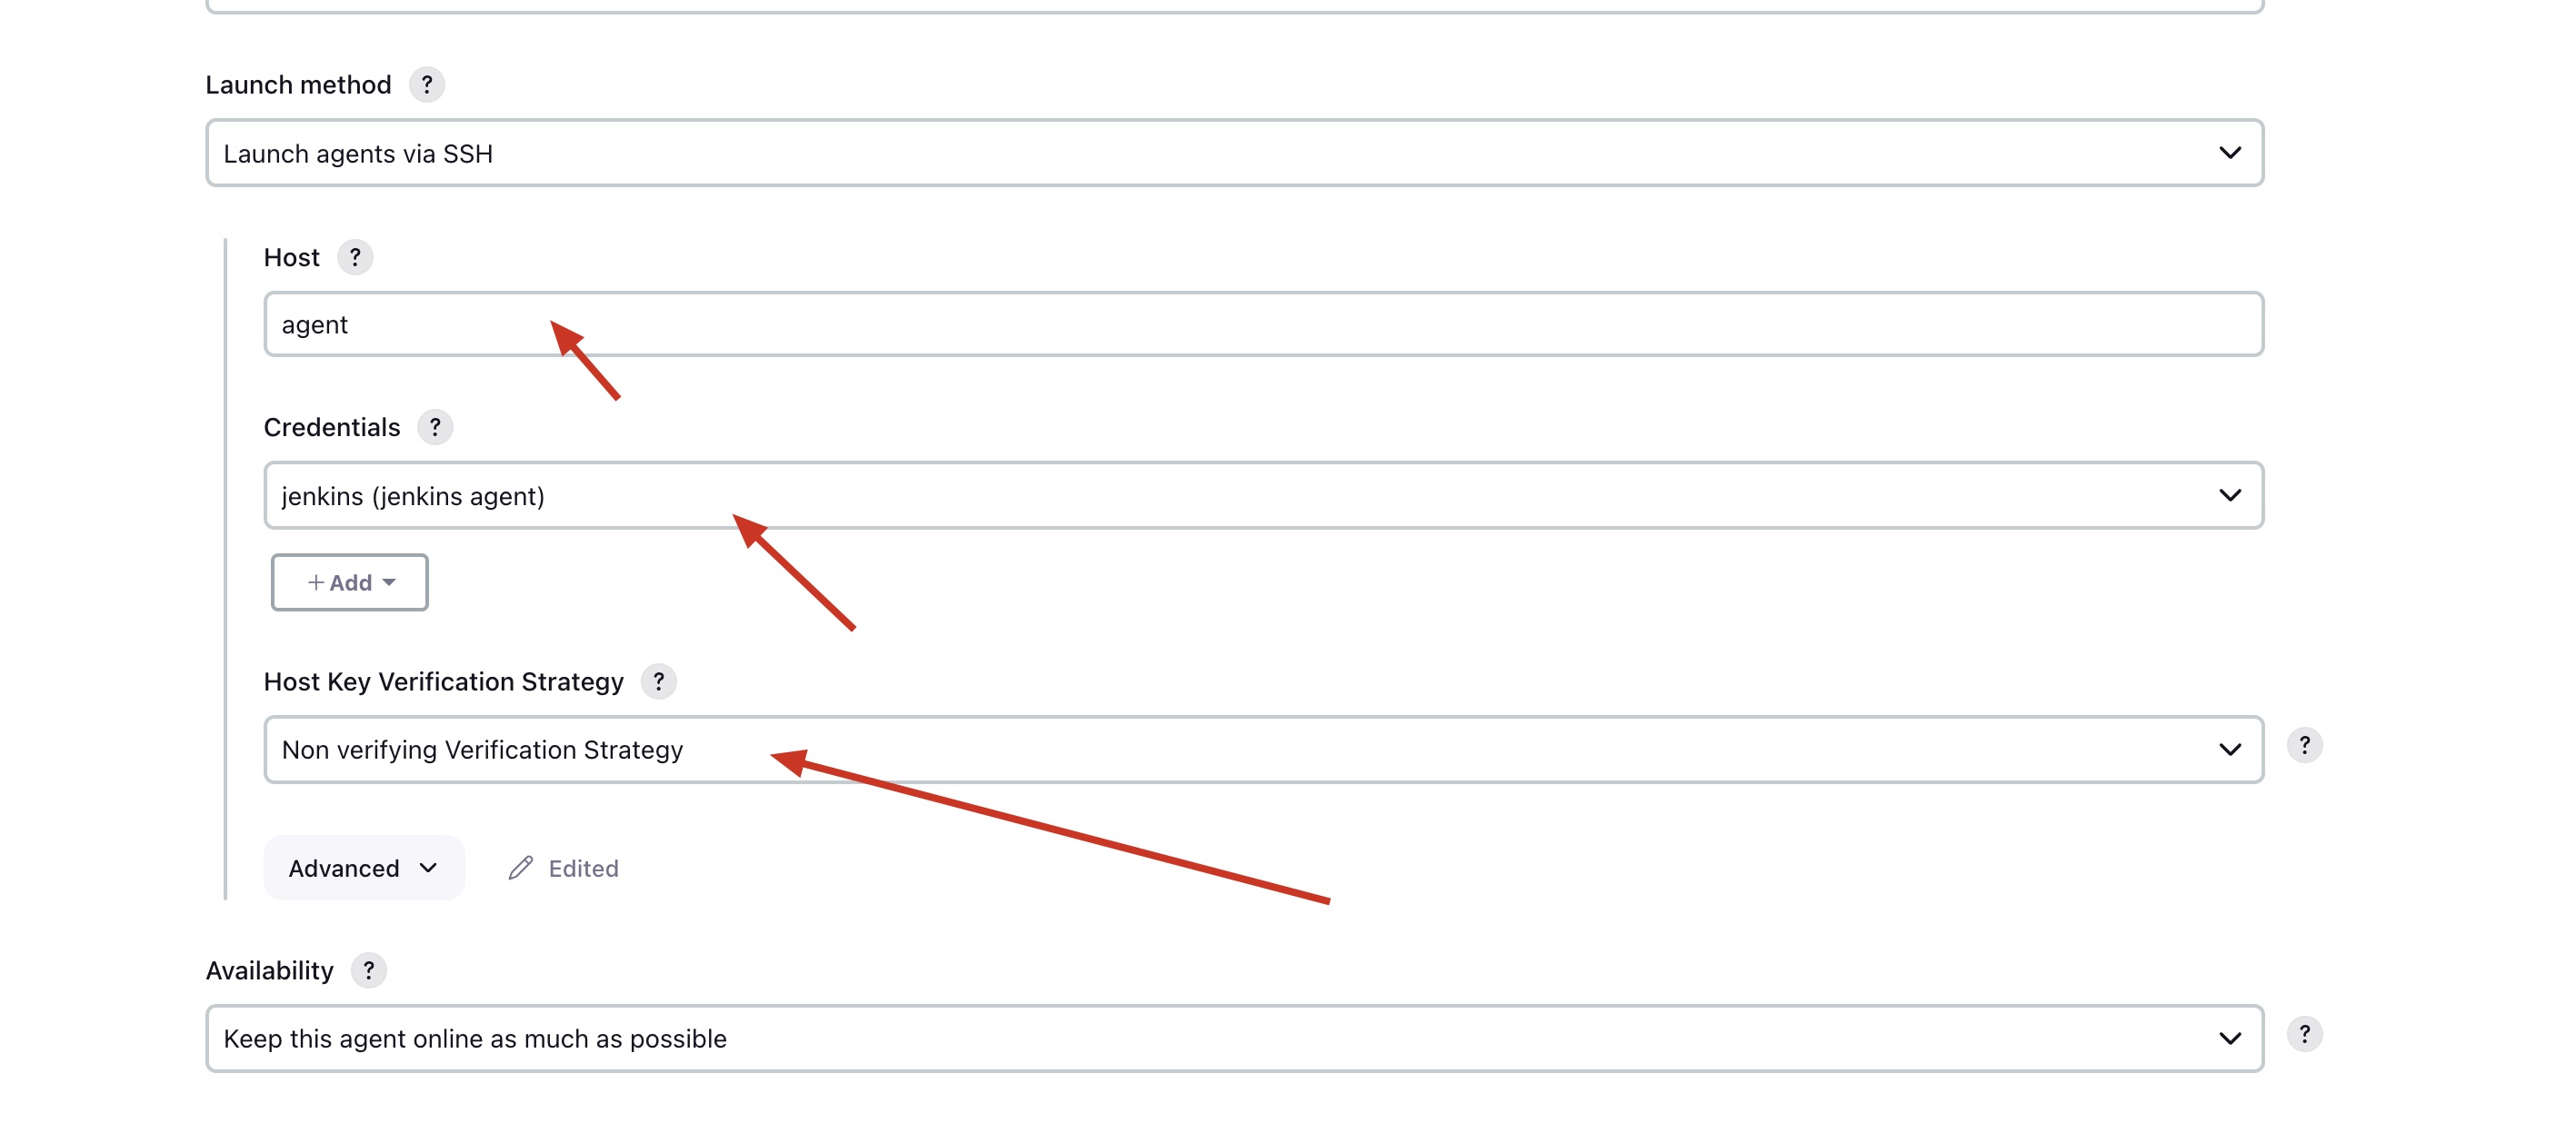 Launch method ?
Launch agents via SSH
Host ?
agent
Credentials ?
jenkins (jenkins agent)
+ Add
Host Key Verification Strategy ?
Non verifying Verification Strategy ?
Advanced Edited
Availability ?
Keep this agent online as much as possible ?